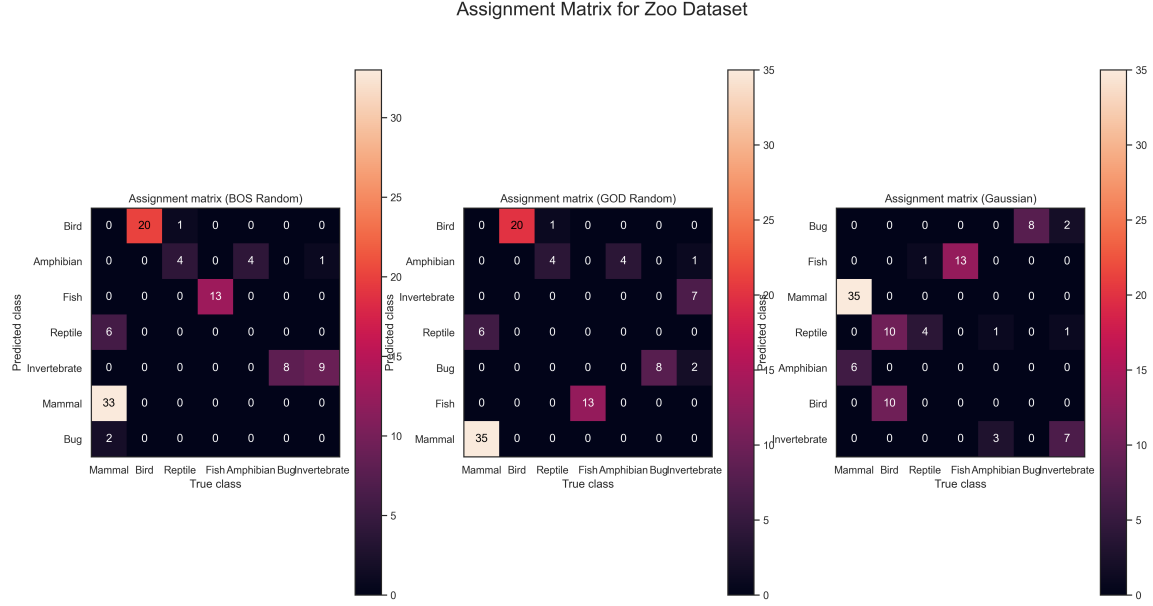 Assignment Matrix for Zoo Dataset
Assignment matrix (BOS Random)
Predicted class
Bird 0 20 1 0 0 0 0
Amphibian 0 0 4 0 4 0 1
Fish 0 0 0 13 0 0 0
Reptile 6 0 0 0 0 0 0
Invertebrate 0 0 0 0 0 8 9
Mammal 33 0 0 0 0 0 0
Bug 2 0 0 0 0 0 0
Mammal Bird Reptile Fish Amphibian Bug Invertebrate
True class
30
25
20
15
10
5
0
Assignment matrix (GOD Random)
Predicted class
Bird 0 20 1 0 0 0 0
Amphibian 0 0 4 0 4 0 1
Invertebrate 0 0 0 0 0 0 7
Reptile 6 0 0 0 0 0 0
Bug 0 0 0 0 0 8 2
Fish 0 0 0 13 0 0 0
Mammal 35 0 0 0 0 0 0
Mammal Bird Reptile Fish Amphibian Bug Invertebrate
True class
35
30
25
20
15
10
5
0
Assignment matrix (Gaussian)
Predicted class
Bug 0 0 0 0 0 8 2
Fish 0 0 1 13 0 0 0
Mammal 35 0 0 0 0 0 0
Reptile 0 10 4 0 1 0 1
Amphibian 6 0 0 0 0 0 0
Bird 0 10 0 0 0 0 0
Invertebrate 0 0 0 0 3 0 7
Mammal Bird Reptile Fish Amphibian Bug Invertebrate
True class
35
30
25
20
15
10
5
0